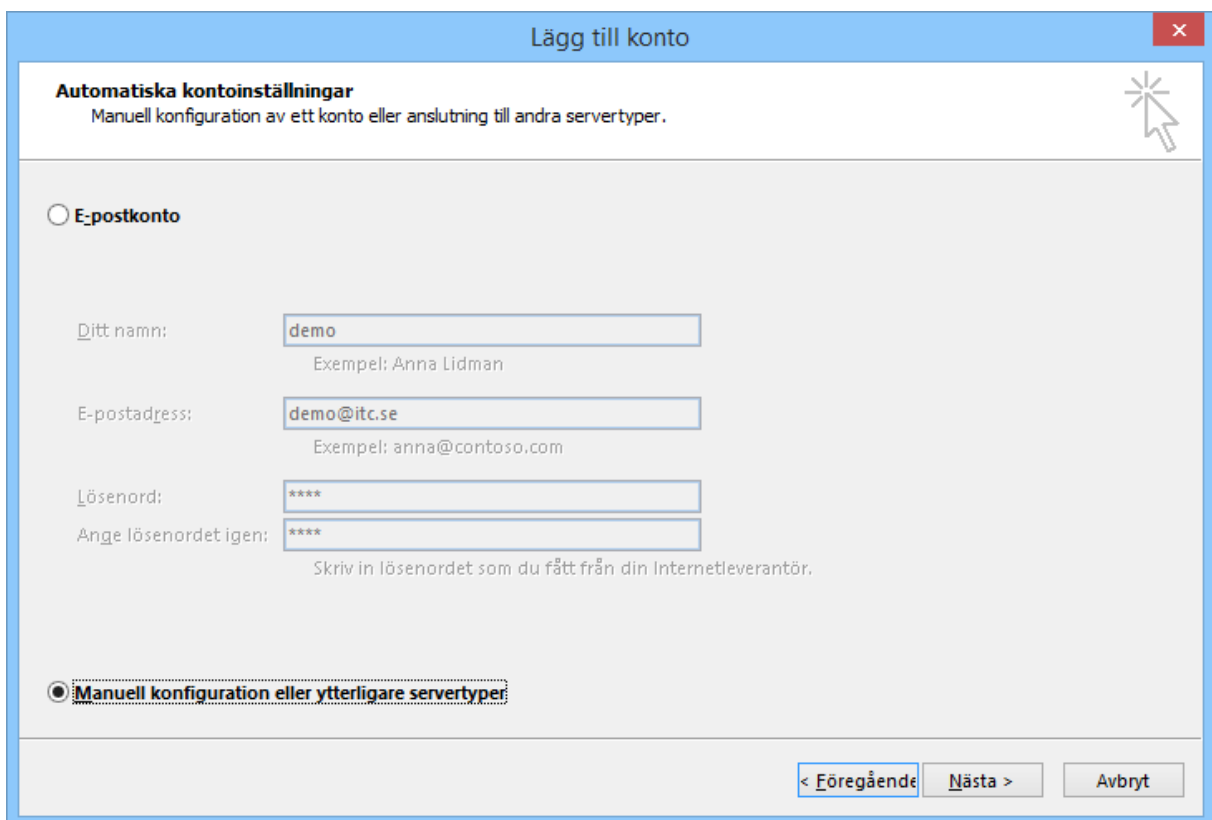 Lägg till konto
Automatiska kontoinställningar
Manuell konfiguration av ett konto eller anslutning till andra servertyper.
E-postkonto
Ditt namn: demo
Exempel: Anna Lidman
E-postadress: demo@itc.se
Exempel: anna@contoso.com
Lösenord: ****
Ange lösenordet igen: ****
Skriv in lösenordet som du fått från din Internetleverantör.
Manuell konfiguration eller ytterligare servertyper
< Föregående Nästa > Avbryt